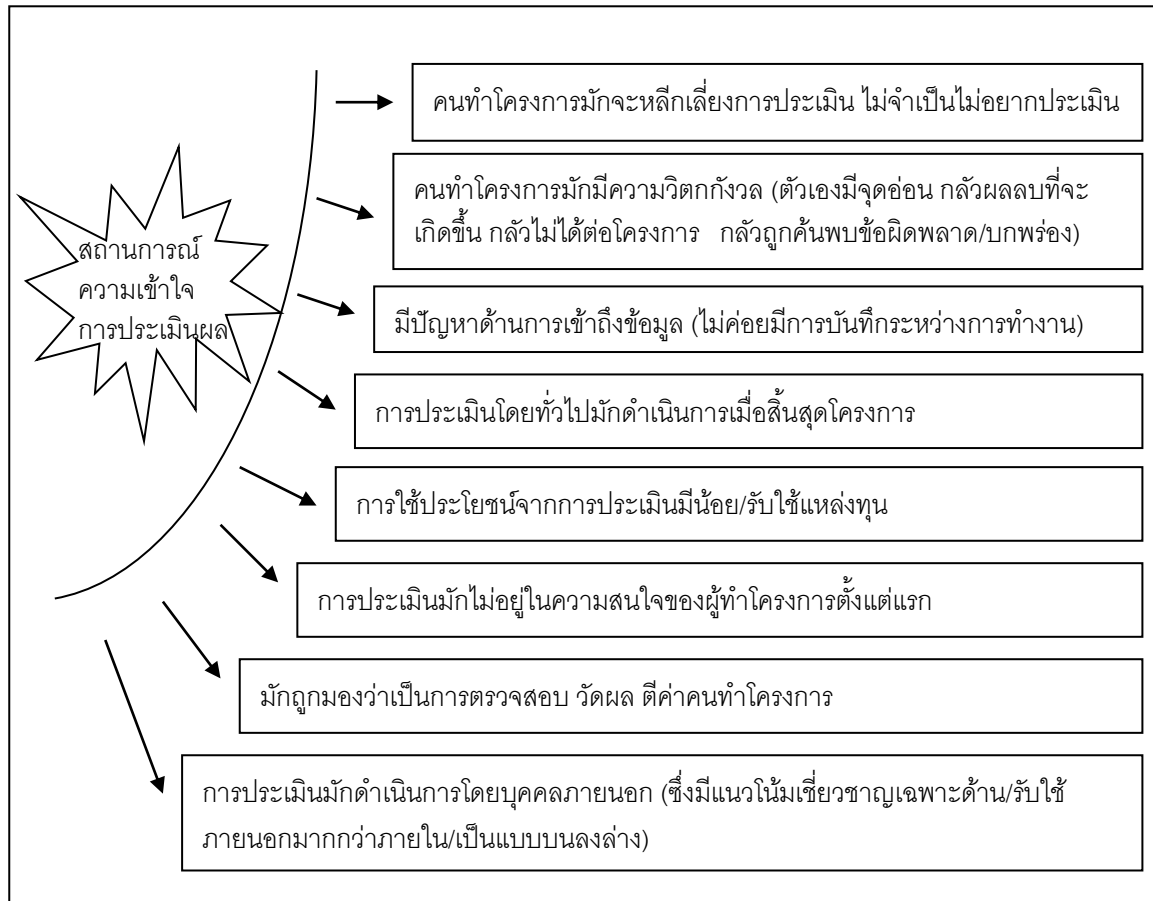 คนทำโครงการมักจะหลีกเลี่ยงการประเมิน ไม่จำเป็นไม่อยากประเมิน
คนทำโครงการมักมีความวิตกกังวล (ตัวเองมีจุดอ่อน กลัวผลลบที่จะ
เกิดขึ้น กลัวไม่ได้ต่อโครงการ กลัวถูกค้นพบข้อผิดพลาด/บกพร่อง)
สถานการณ์
ความเข้าใจ
การประเมินผล
มีปัญหาด้านการเข้าถึงข้อมูล (ไม่ค่อยมีการบันทึกระหว่างการทำงาน)
การประเมินโดยทั่วไปมักดำเนินการเมื่อสิ้นสุดโครงการ
การใช้ประโยชน์จากการประเมินมีน้อย/รับใช้แหล่งทุน
การประเมินมักไม่อยู่ในความสนใจของผู้ทำโครงการตั้งแต่แรก
มักถูกมองว่าเป็นการตรวจสอบ วัดผล ตีค่าคนทำโครงการ
การประเมินมักดำเนินการโดยบุคคลภายนอก (ซึ่งมีแนวโน้มเชี่ยวชาญเฉพาะด้าน/รับใช้
ภายนอกมากกว่าภายใน/เป็นแบบบนลงล่าง)